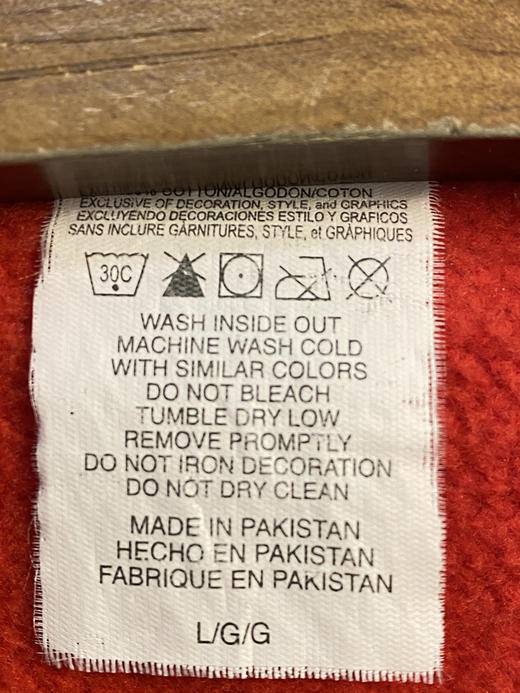 COTTON/ALGODON/COTON
EXCLUSIVE OF DECORATION, STYLE, and GRAPHICS
EXCLUYENDO DECORACIONES ESTILO Y GRAFICOS
SANS INCLURE GARNITURES, STYLE, et GRAPHIQUES
30C
WASH INSIDE OUT
MACHINE WASH COLD
WITH SIMILAR COLORS
DO NOT BLEACH
TUMBLE DRY LOW
REMOVE PROMPTLY
DO NOT IRON DECORATION
DO NOT DRY CLEAN
MADE IN PAKISTAN
HECHO EN PAKISTAN
FABRIQUE EN PAKISTAN
L/G/G